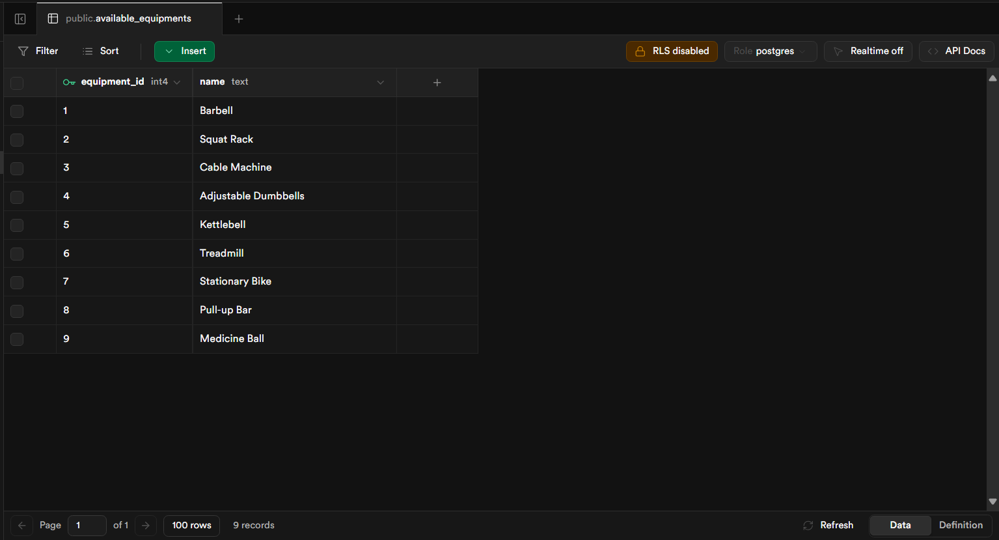 public.available_equipments
Filter Sort Insert RLS disabled Role postgres Realtime off API Docs
equipment_id int4 name text
1 Barbell
2 Squat Rack
3 Cable Machine
4 Adjustable Dumbbells
5 Kettlebell
6 Treadmill
7 Stationary Bike
8 Pull-up Bar
9 Medicine Ball
Page 1 of 1 100 rows 9 records Refresh Data Definition